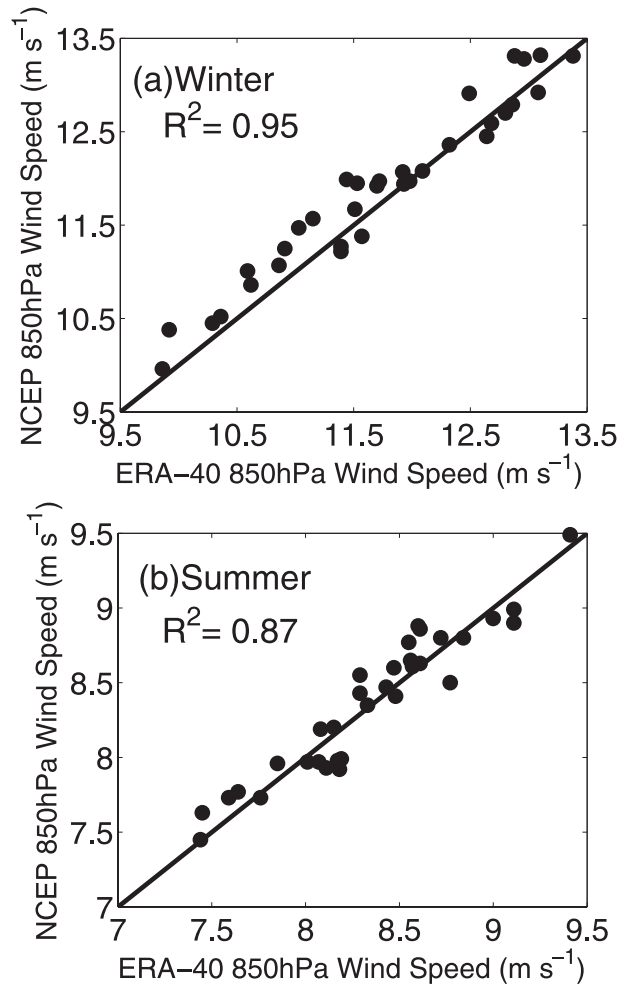 NCEP 850hPa Wind Speed (m s⁻¹)
13.5
12.5
11.5
10.5
9.5
(a)Winter
R²= 0.95
9.5 10.5 11.5 12.5 13.5
ERA−40 850hPa Wind Speed (m s⁻¹)
NCEP 850hPa Wind Speed (m s⁻¹)
9.5
9
8.5
8
7.5
7
(b)Summer
R²= 0.87
7 7.5 8 8.5 9 9.5
ERA−40 850hPa Wind Speed (m s⁻¹)